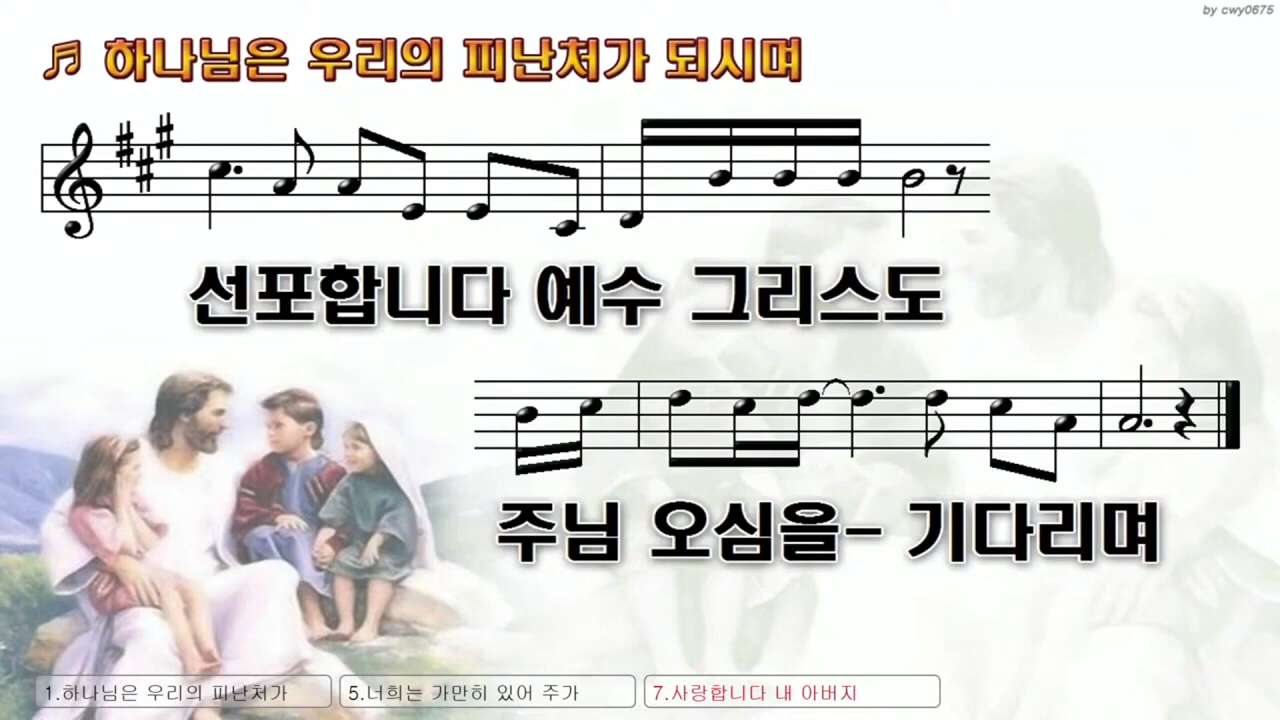 by cwy0675
♬ 하나님은 우리의 피난처가 되시며
선포합니다 예수 그리스도
주님 오심을- 기다리며
1.하나님은 우리의 피난처가 5.너희는 가만히 있어 주가 7.사랑합니다 내 아버지